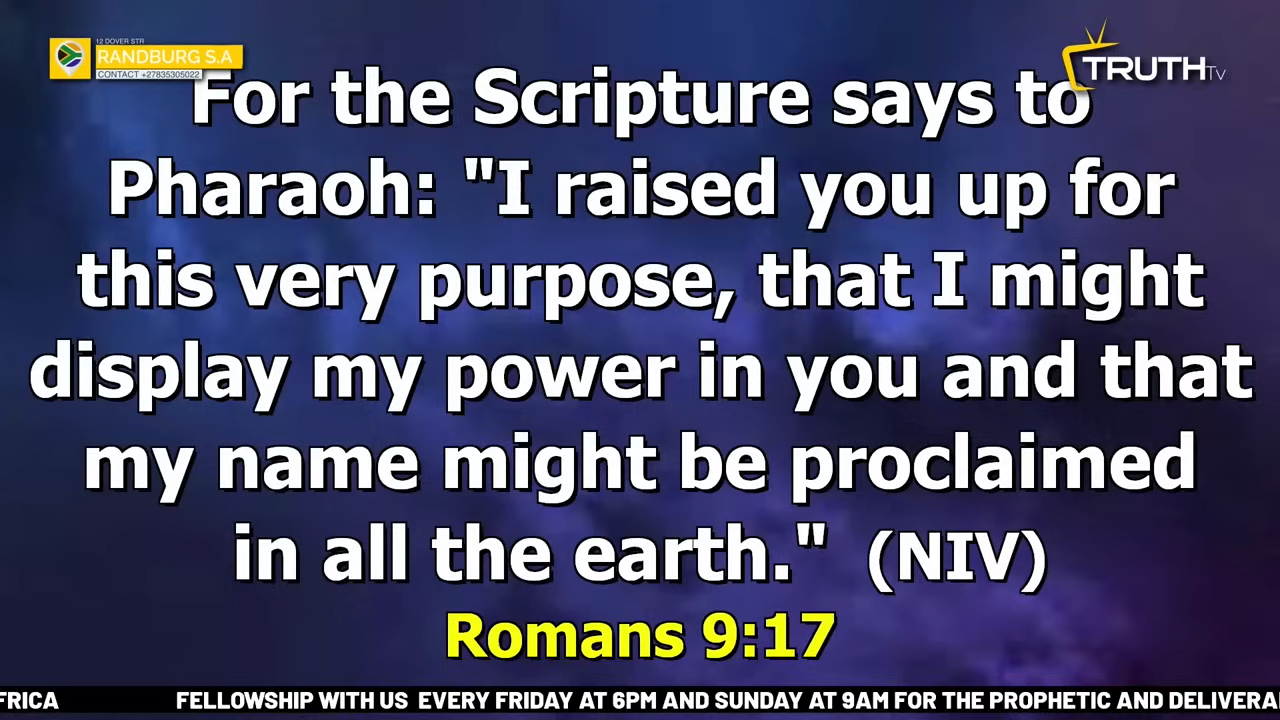 12 DOVER STR
RANDBURG S.A
CONTACT +27835305022
TRUTH TV
For the Scripture says to
Pharaoh: "I raised you up for
this very purpose, that I might
display my power in you and that
my name might be proclaimed
in all the earth." (NIV)
Romans 9:17
FRICA FELLOWSHIP WITH US EVERY FRIDAY AT 6PM AND SUNDAY AT 9AM FOR THE PROPHETIC AND DELIVERA